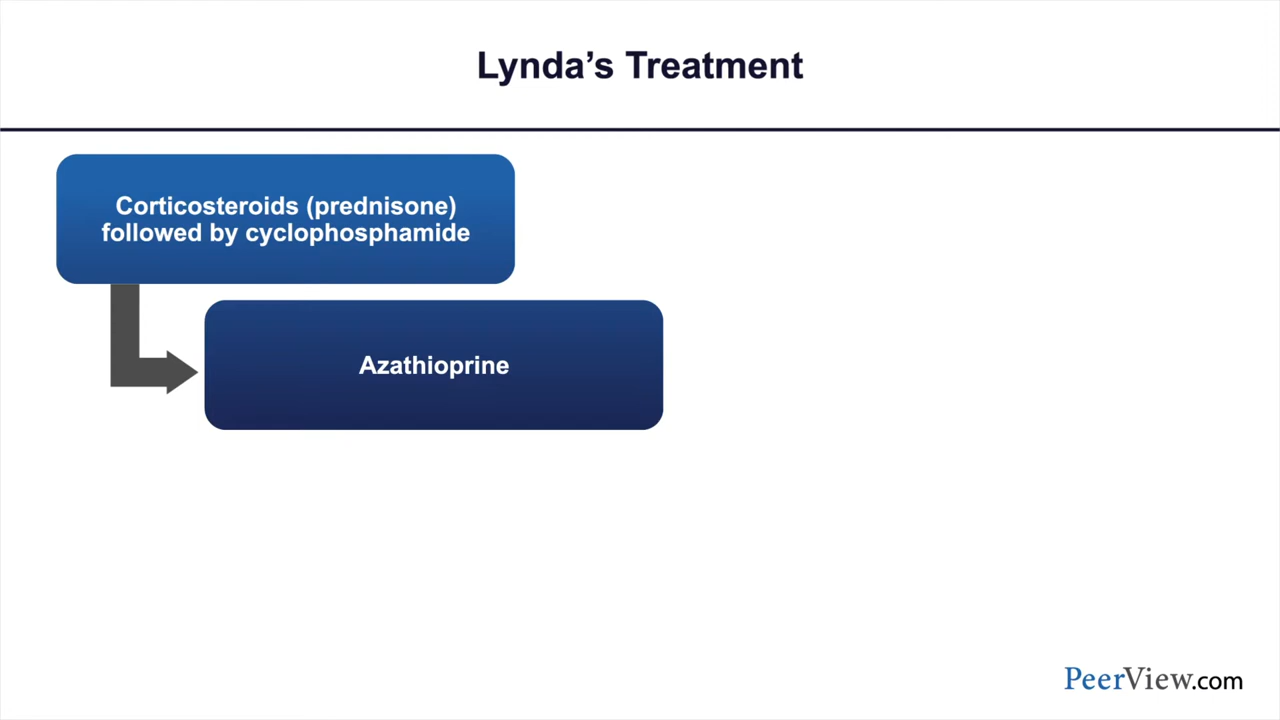 Lynda’s Treatment
Corticosteroids (prednisone)
followed by cyclophosphamide
Azathioprine
PeerView.com